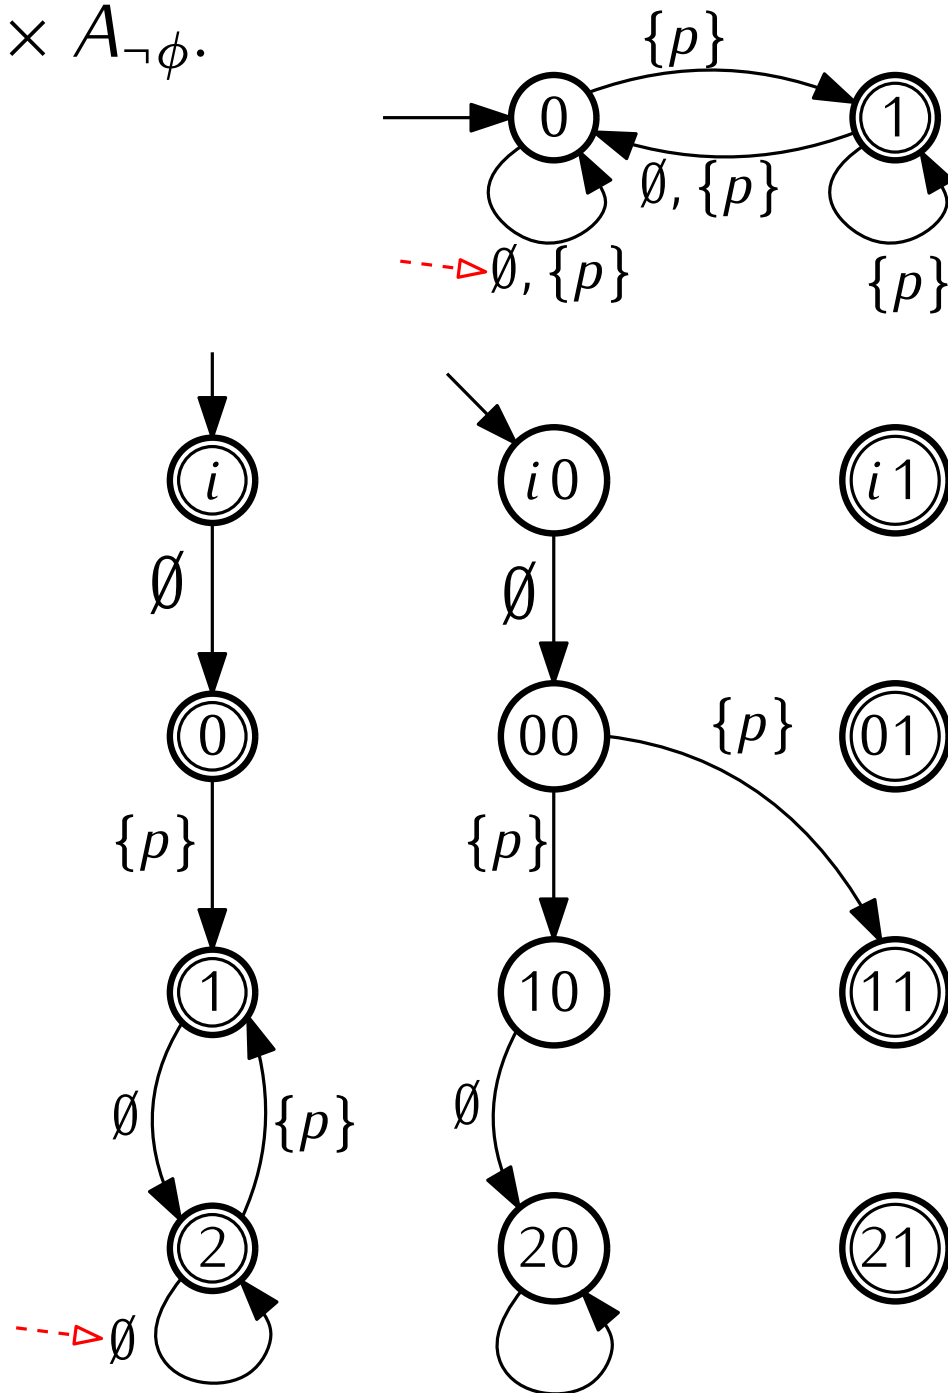 × A¬ϕ.
{p}
0 1
∅, {p}
∅, {p} {p}
i i0 i1
∅ ∅
0 00 {p} 01
{p} {p}
1 10 11
∅ {p} ∅
2 20 21
∅